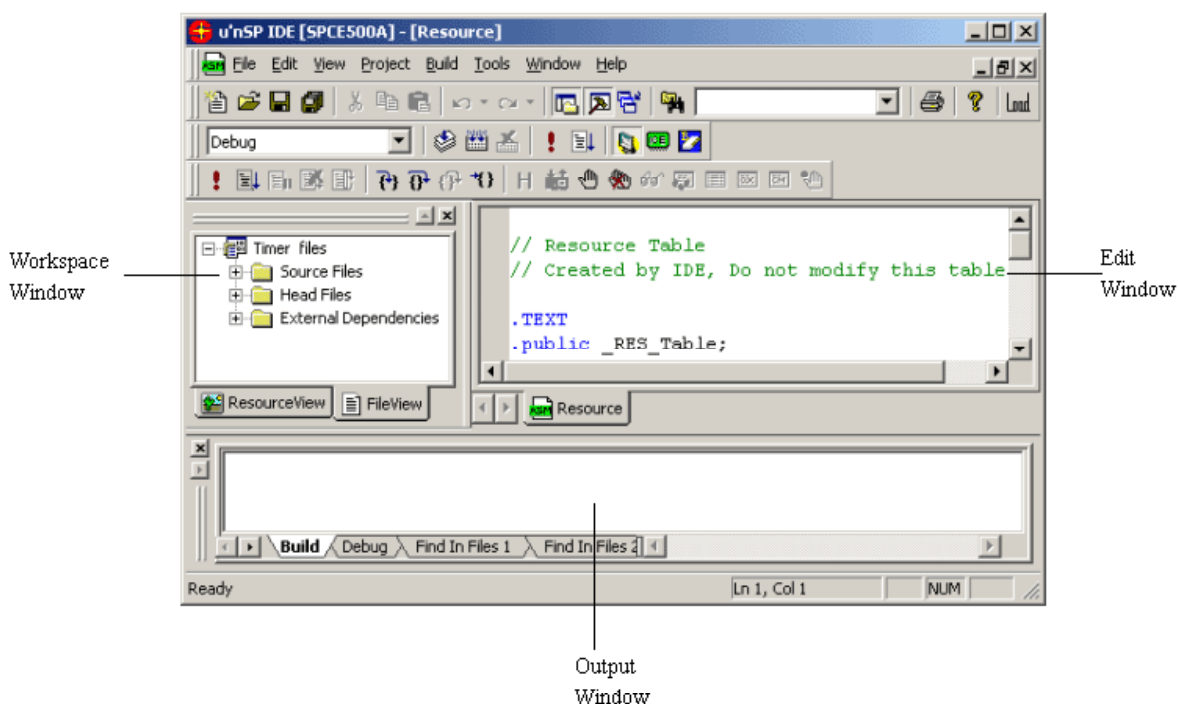 u'nSP IDE [SPCE500A] - [Resource]
File Edit View Project Build Tools Window Help
Load
Debug
Timer files
Source Files
Head Files
External Dependencies
ResourceView FileView
// Resource Table
// Created by IDE, Do not modify this table
.TEXT
.public _RES_Table;
Resource
Workspace
Window
Edit
Window
Build Debug Find In Files 1 Find In Files 2
Ready Ln 1, Col 1 NUM
Output
Window